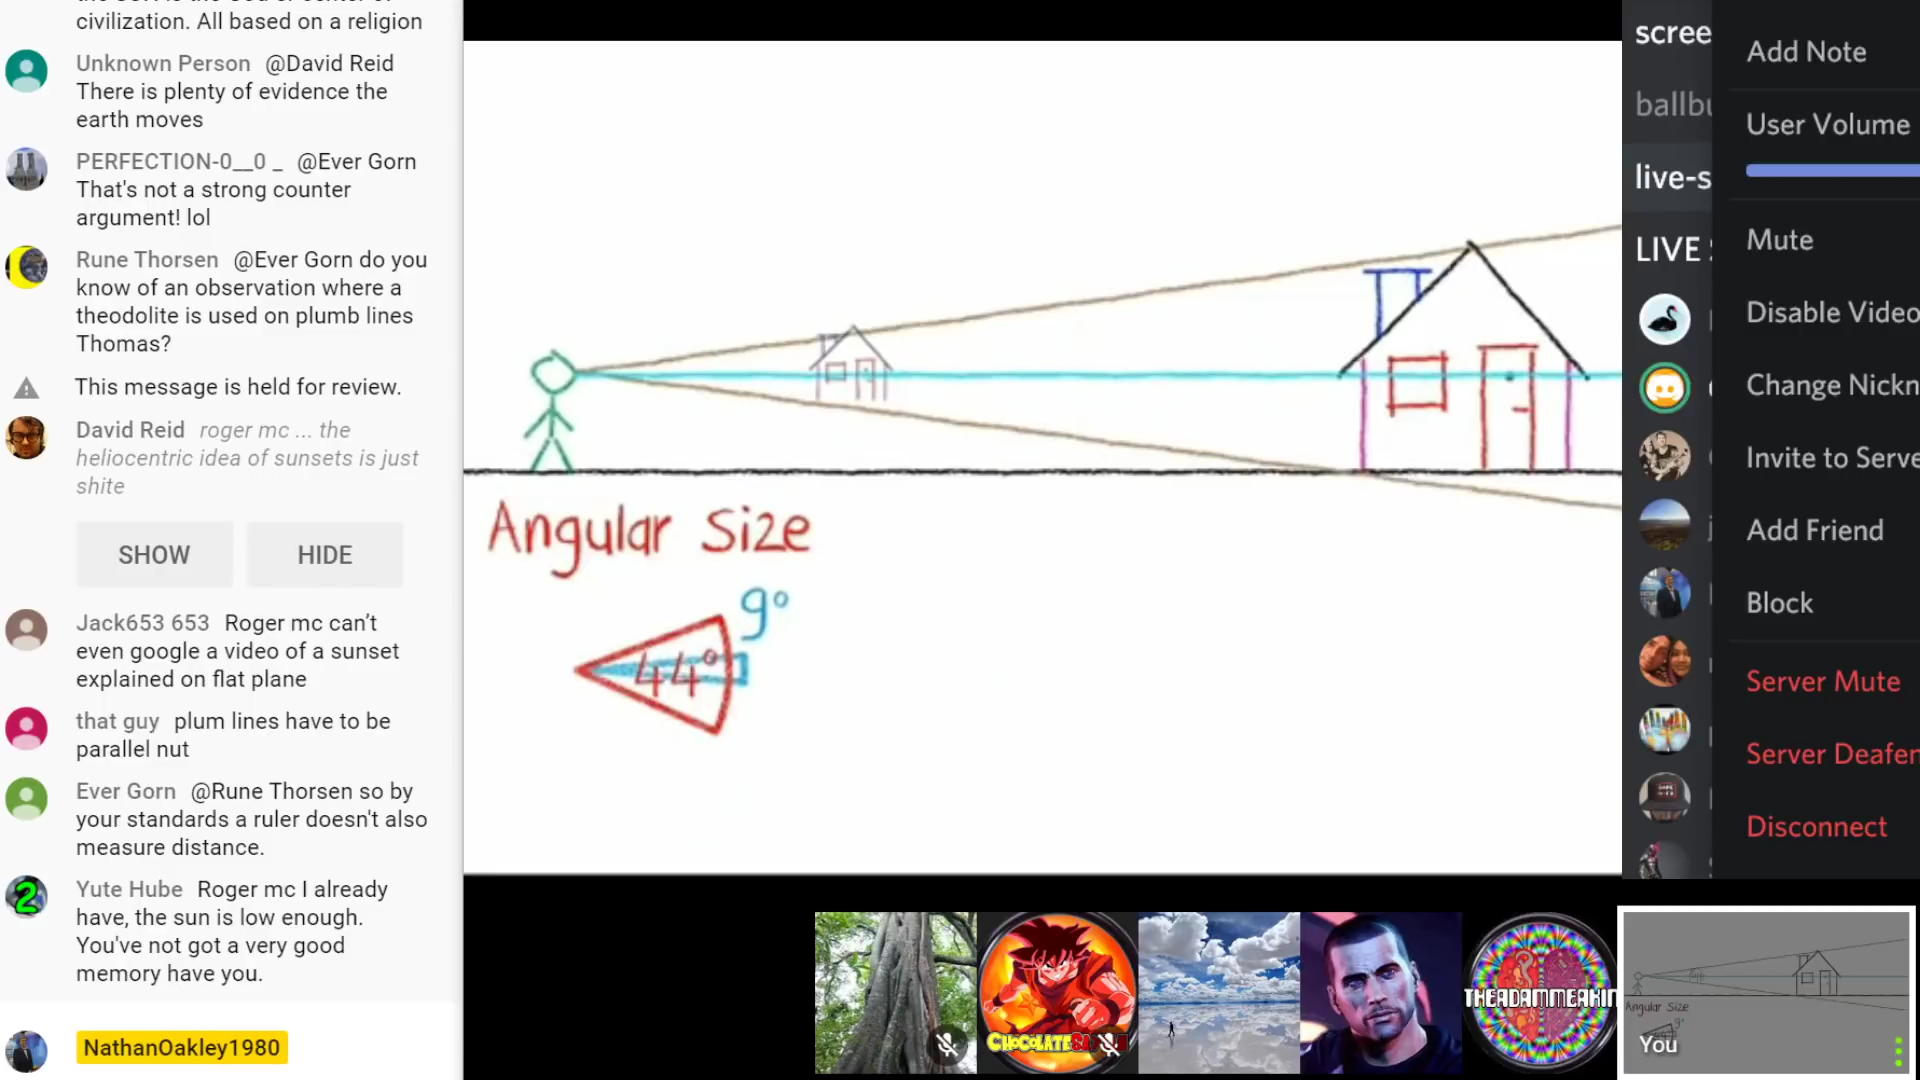 civilization. All based on a religion
Unknown Person @David Reid
There is plenty of evidence the
earth moves
PERFECTION-0__0 _ @Ever Gorn
That's not a strong counter
argument! lol
Rune Thorsen @Ever Gorn do you
know of an observation where a
theodolite is used on plumb lines
Thomas?
This message is held for review.
David Reid roger mc ... the
heliocentric idea of sunsets is just
shite
SHOW HIDE
Jack653 653 Roger mc can't
even google a video of a sunset
explained on flat plane
that guy plum lines have to be
parallel nut
Ever Gorn @Rune Thorsen so by
your standards a ruler doesn't also
measure distance.
Yute Hube Roger mc I already
have, the sun is low enough.
You've not got a very good
memory have you.
NathanOakley1980
Angular Size
9°
44°
scree
ballbu
live-s
LIVE
Add Note
User Volume
Mute
Disable Video
Change Nickn
Invite to Serve
Add Friend
Block
Server Mute
Server Deafen
Disconnect
2
THEADAMMEAKIN
Angular Size
9°
You